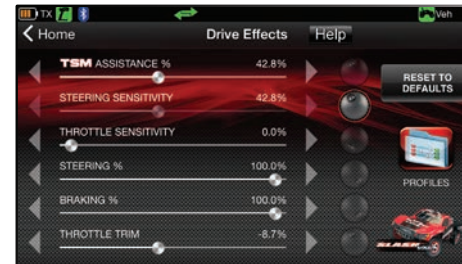 TX Veh
Home Drive Effects Help
TSM ASSISTANCE % 42.8%
RESET TO
DEFAULTS
STEERING SENSITIVITY 42.8%
THROTTLE SENSITIVITY 0.0%
STEERING % 100.0%
PROFILES
BRAKING % 100.0%
THROTTLE TRIM -8.7%
SLASH